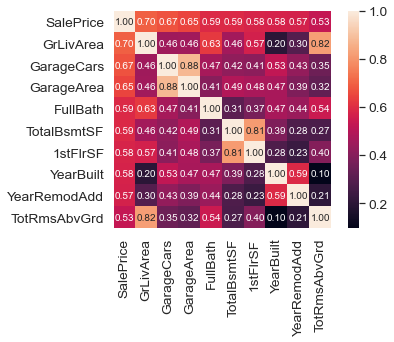 1.0
SalePrice 1.00 0.70 0.67 0.65 0.59 0.59 0.58 0.58 0.57 0.53
GrLivArea 0.70 1.00 0.46 0.46 0.63 0.46 0.57 0.20 0.30 0.82
GarageCars 0.67 0.46 1.00 0.88 0.47 0.42 0.41 0.53 0.43 0.35
0.8
GarageArea 0.65 0.46 0.88 1.00 0.41 0.49 0.48 0.47 0.39 0.32
FullBath 0.59 0.63 0.47 0.41 1.00 0.31 0.37 0.47 0.44 0.54
0.6
TotalBsmtSF 0.59 0.46 0.42 0.49 0.31 1.00 0.81 0.39 0.28 0.27
1stFlrSF 0.58 0.57 0.41 0.48 0.37 0.81 1.00 0.28 0.23 0.40
0.4
YearBuilt 0.58 0.20 0.53 0.47 0.47 0.39 0.28 1.00 0.59 0.10
YearRemodAdd 0.57 0.30 0.43 0.39 0.44 0.28 0.23 0.59 1.00 0.21
0.2
TotRmsAbvGrd 0.53 0.82 0.35 0.32 0.54 0.27 0.40 0.10 0.21 1.00
SalePrice
GrLivArea
GarageCars
GarageArea
FullBath
TotalBsmtSF
1stFlrSF
YearBuilt
YearRemodAdd
TotRmsAbvGrd